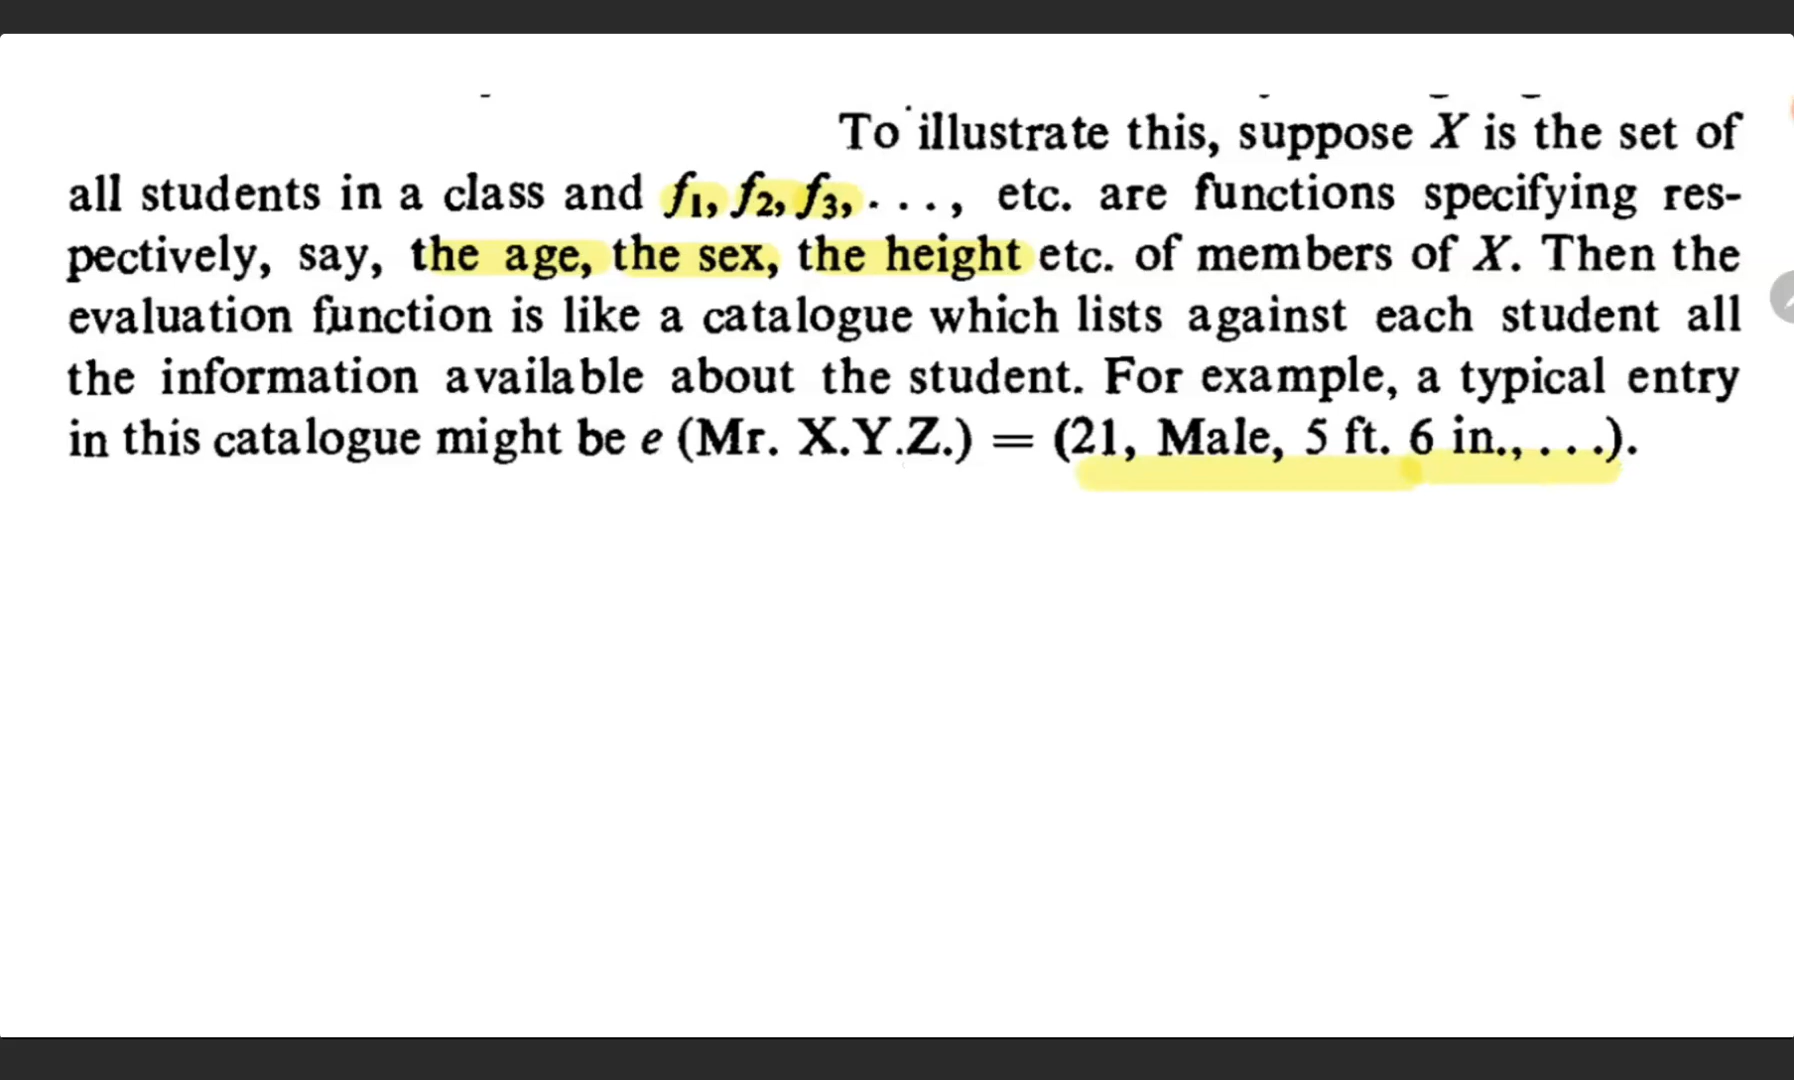 To illustrate this, suppose X is the set of
all students in a class and f1, f2, f3, . . ., etc. are functions specifying res-
pectively, say, the age, the sex, the height etc. of members of X. Then the
evaluation function is like a catalogue which lists against each student all
the information available about the student. For example, a typical entry
in this catalogue might be e (Mr. X.Y.Z.) = (21, Male, 5 ft. 6 in., . . .).